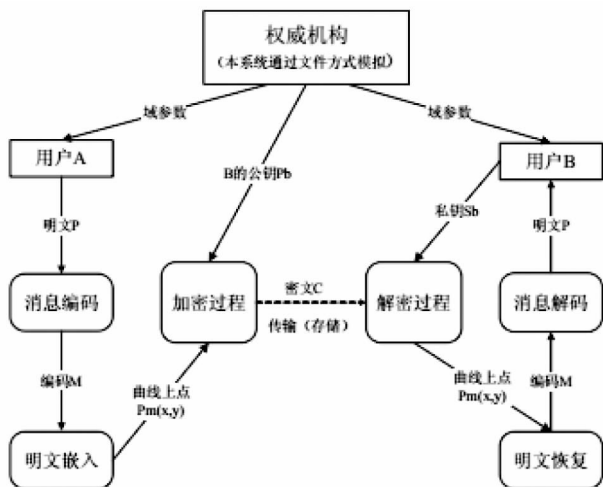 权威机构
（本系统通过文件方式模拟）
域参数
域参数
用户A
用户B
B的公钥Pb
私钥Sb
明文P
明文P
消息编码
加密过程
密文C
传输（存储）
解密过程
消息解码
编码M
曲线上点
Pm(x,y)
曲线上点
Pm(x,y)
编码M
明文嵌入
明文恢复